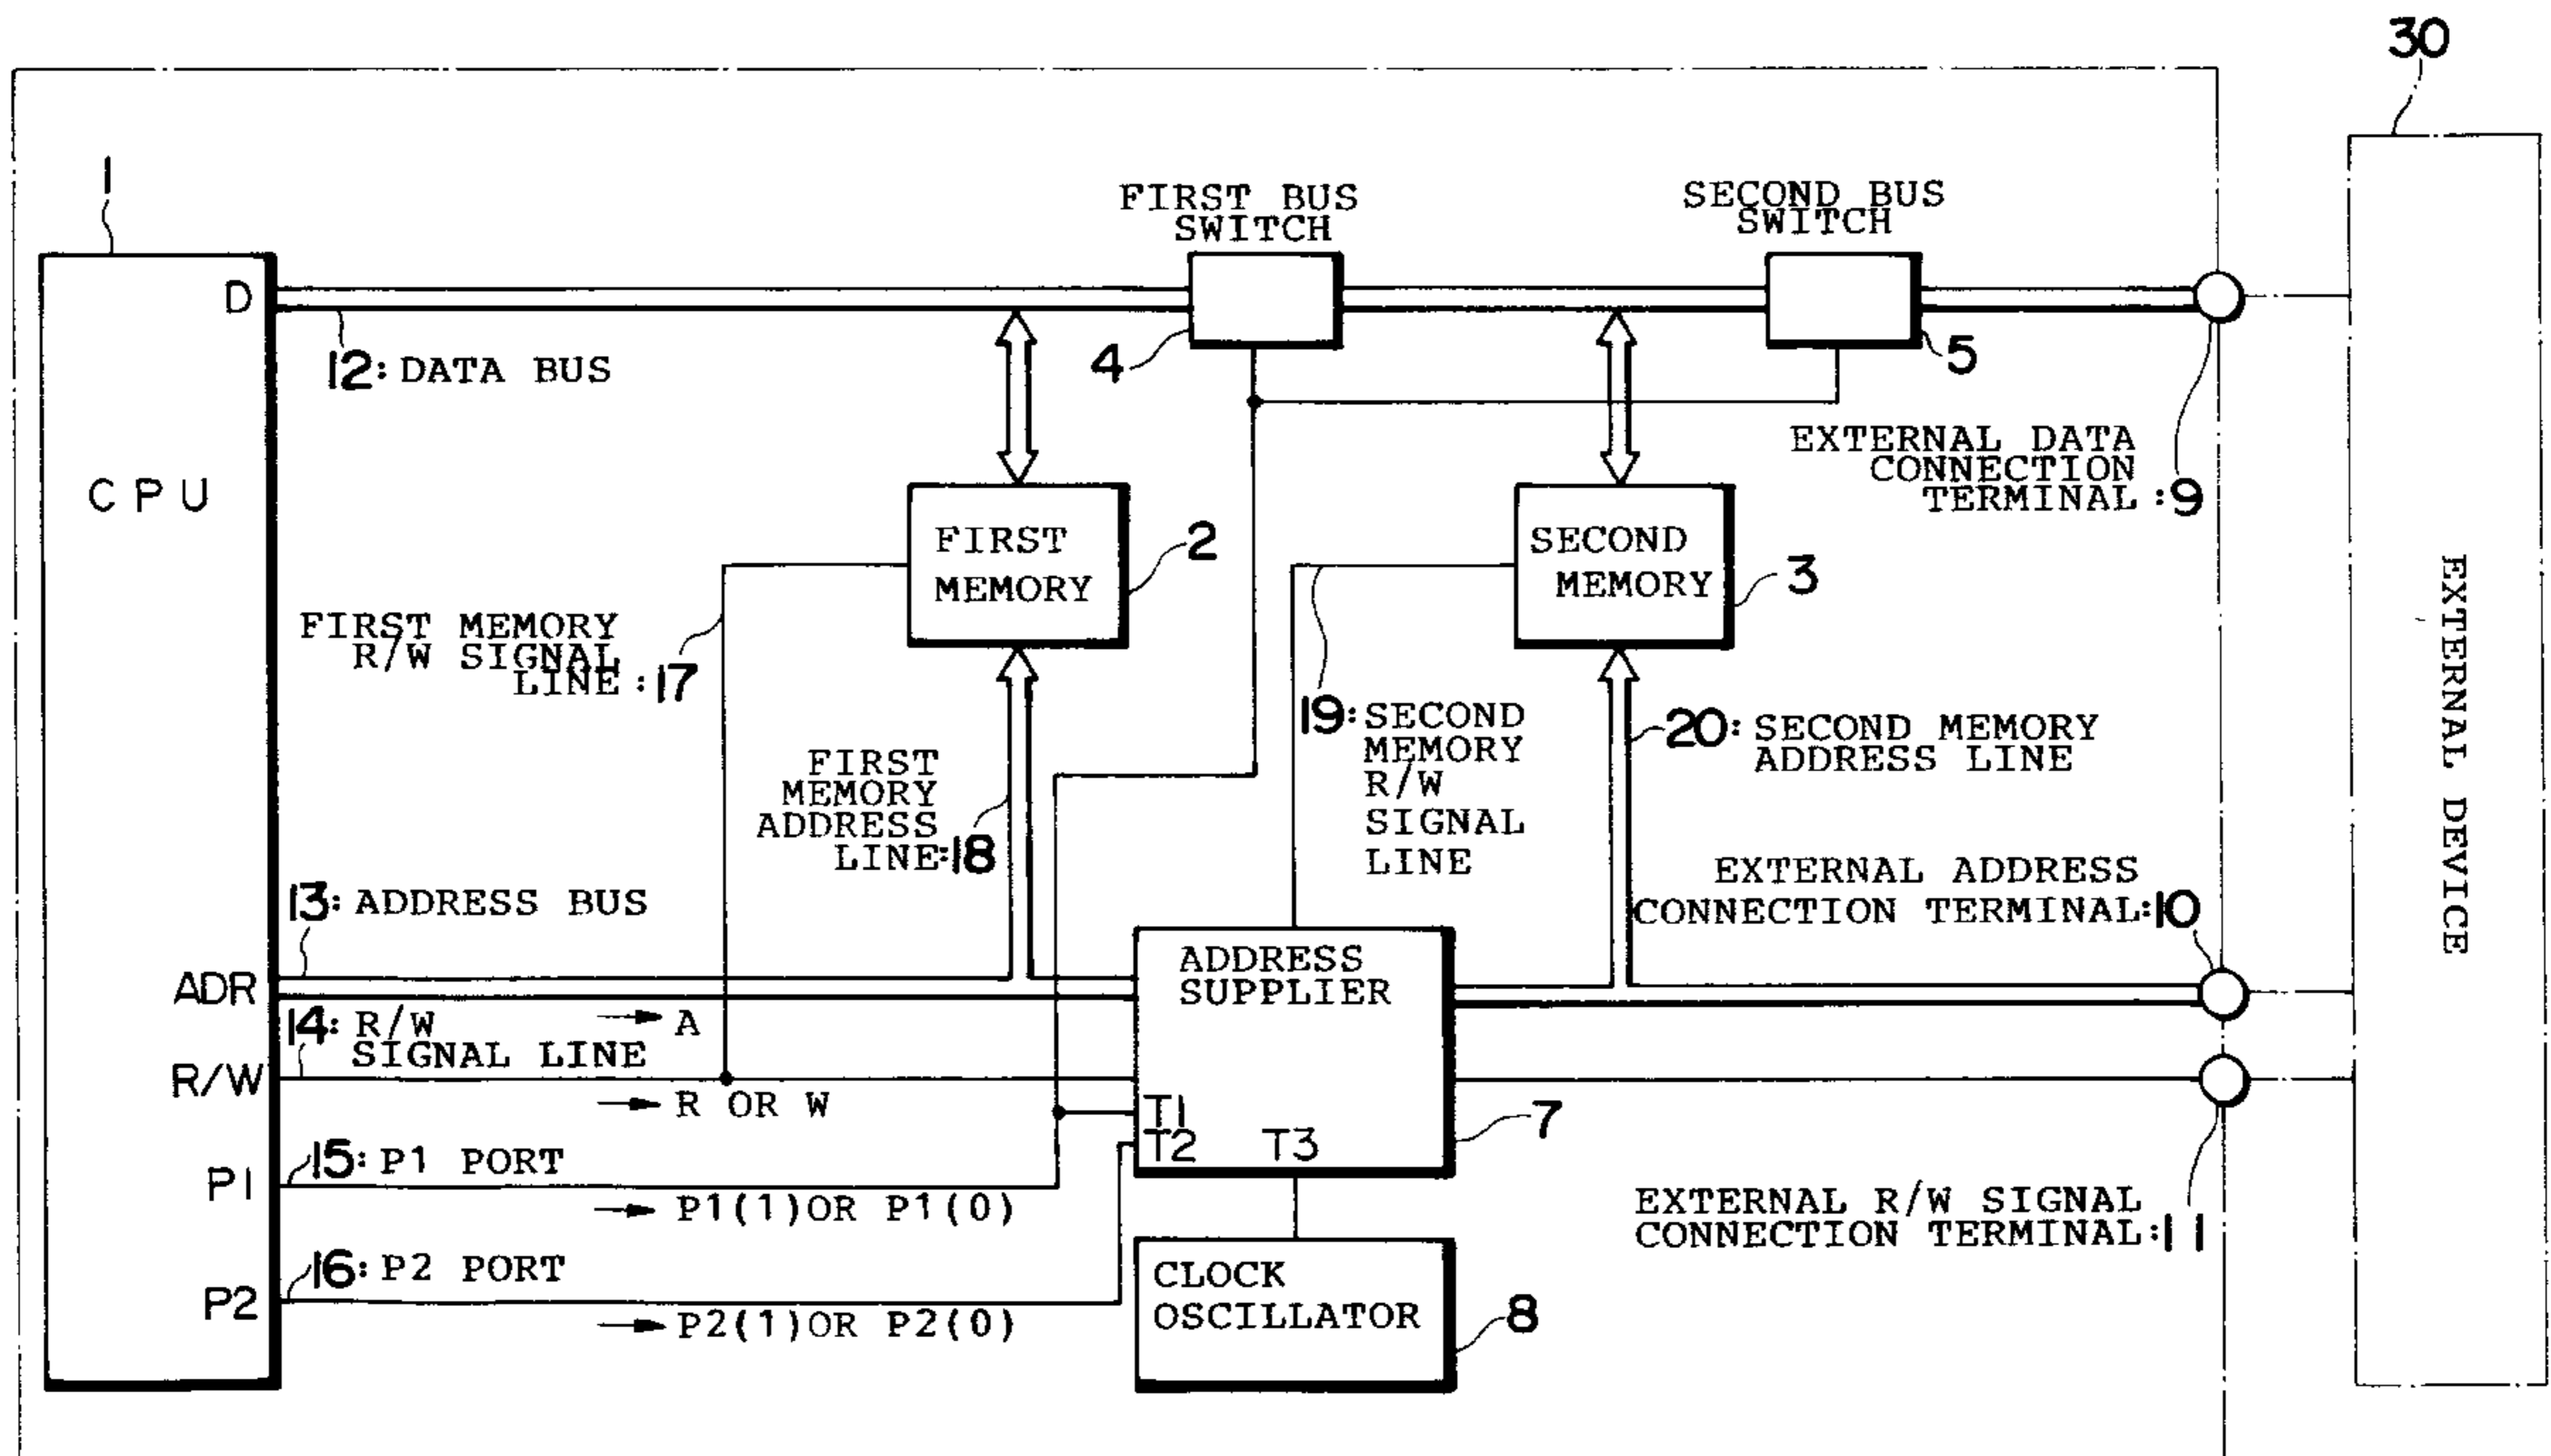 30
1
FIRST BUS
SWITCH
SECOND BUS
SWITCH
D
4
5
12: DATA BUS
EXTERNAL DATA
CONNECTION
TERMINAL :9
CPU
FIRST
MEMORY
2
SECOND
MEMORY
3
EXTERNAL DEVICE
FIRST MEMORY
R/W SIGNAL
LINE :17
19: SECOND
MEMORY
R/W
SIGNAL
LINE
20: SECOND MEMORY
ADDRESS LINE
FIRST
MEMORY
ADDRESS
LINE:18
EXTERNAL ADDRESS
CONNECTION TERMINAL:10
13: ADDRESS BUS
ADR
ADDRESS
SUPPLIER
14: R/W
SIGNAL LINE
→ A
R/W
→ R OR W
T1
T2
T3
7
P1
15: P1 PORT
→ P1(1)OR P1(0)
EXTERNAL R/W SIGNAL
CONNECTION TERMINAL:11
P2
16: P2 PORT
→ P2(1)OR P2(0)
CLOCK
OSCILLATOR
8